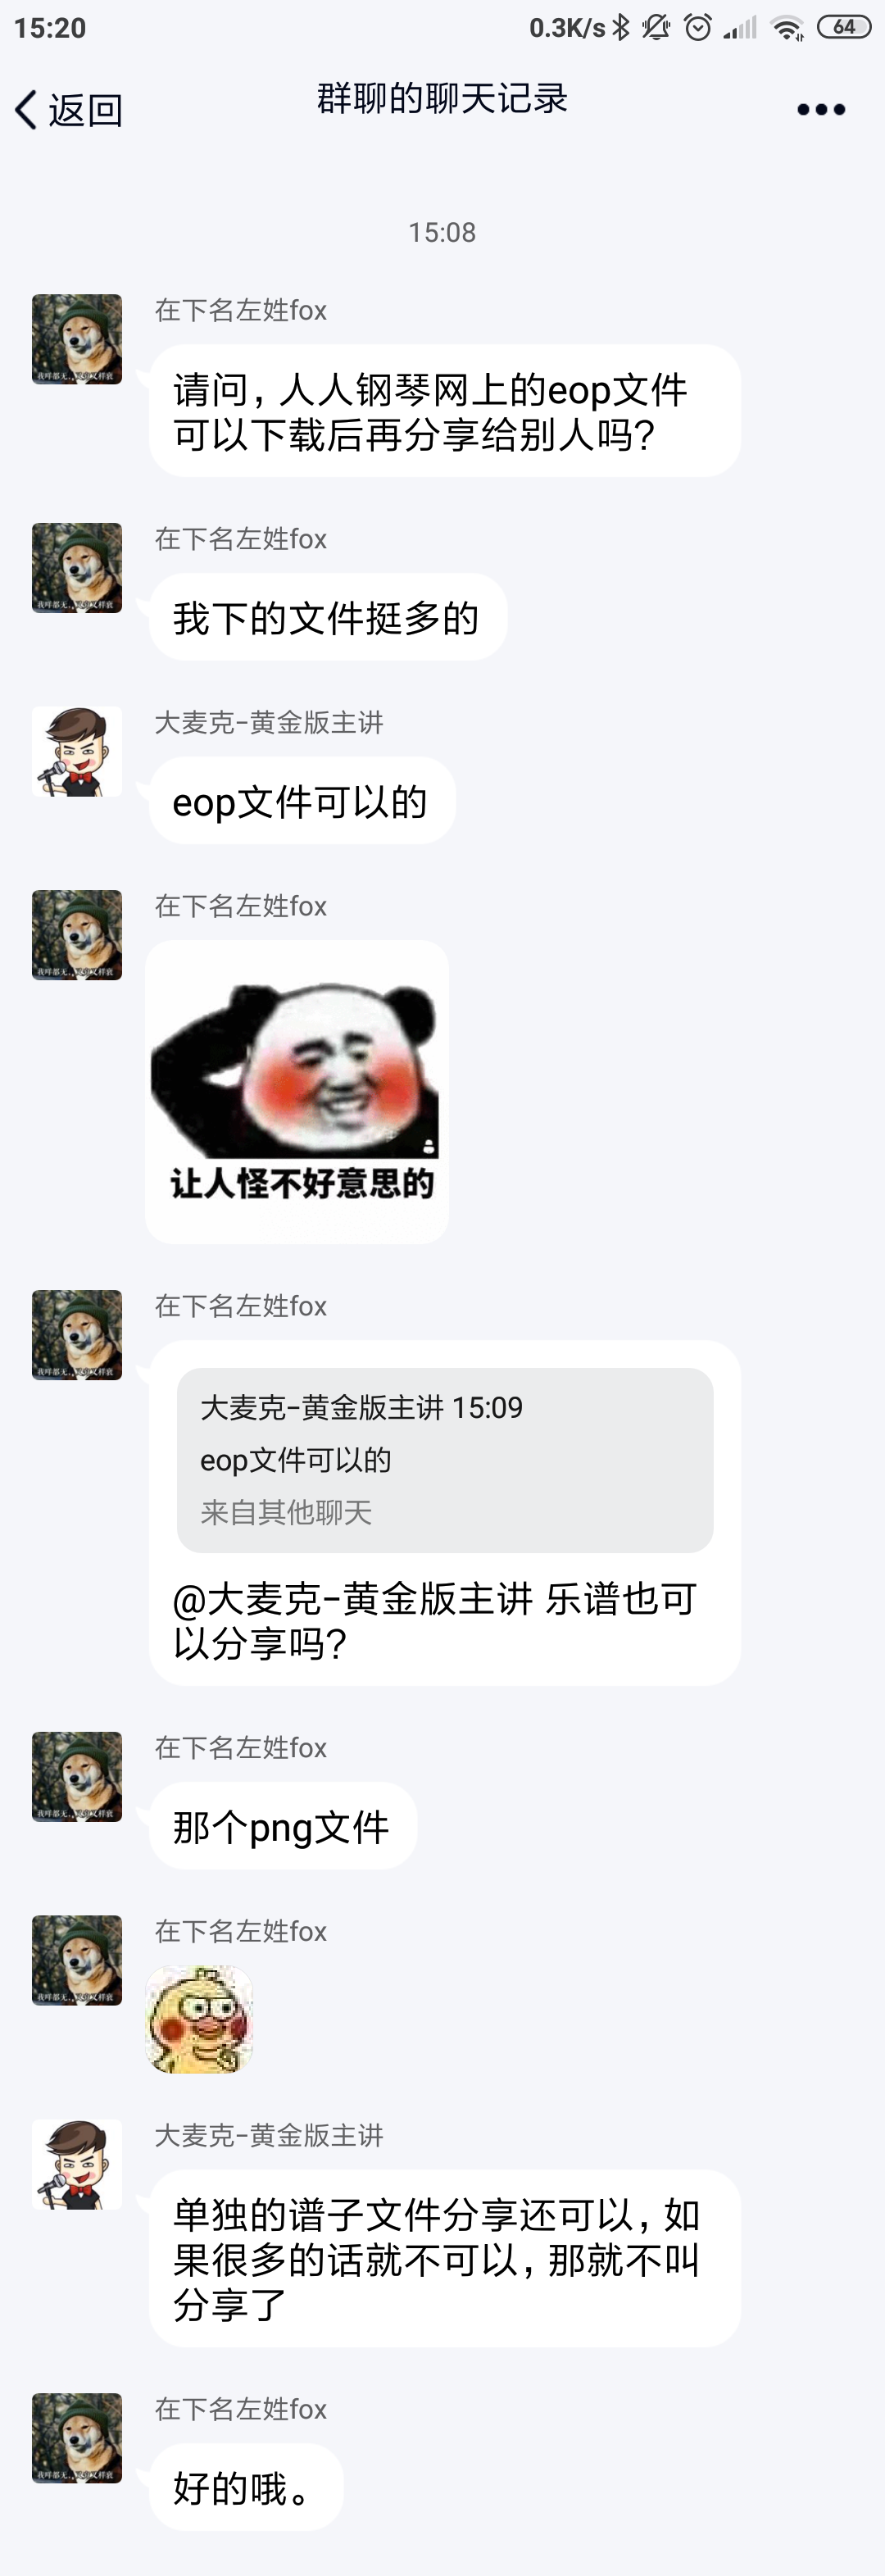 15:20
0.3K/s
64
返回
群聊的聊天记录
15:08
在下名左姓fox
请问，人人钢琴网上的eop文件
可以下载后再分享给别人吗?
在下名左姓fox
我下的文件挺多的
大麦克-黄金版主讲
eop文件可以的
在下名左姓fox
让人怪不好意思的
在下名左姓fox
大麦克-黄金版主讲 15:09
eop文件可以的
来自其他聊天
@大麦克-黄金版主讲 乐谱也可
以分享吗?
在下名左姓fox
那个png文件
在下名左姓fox
大麦克-黄金版主讲
单独的谱子文件分享还可以，如
果很多的话就不可以，那就不叫
分享了
在下名左姓fox
好的哦。